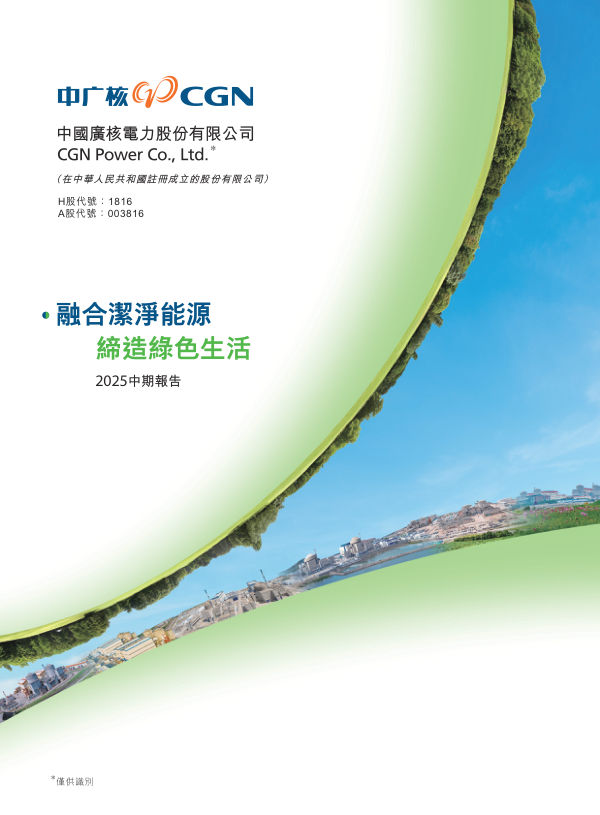 中广核 CGN
中國廣核電力股份有限公司
CGN Power Co., Ltd.*
(在中華人民共和國註冊成立的股份有限公司)
H股代號：1816
A股代號：003816
融合潔淨能源
締造綠色生活
2025中期報告
*僅供識別